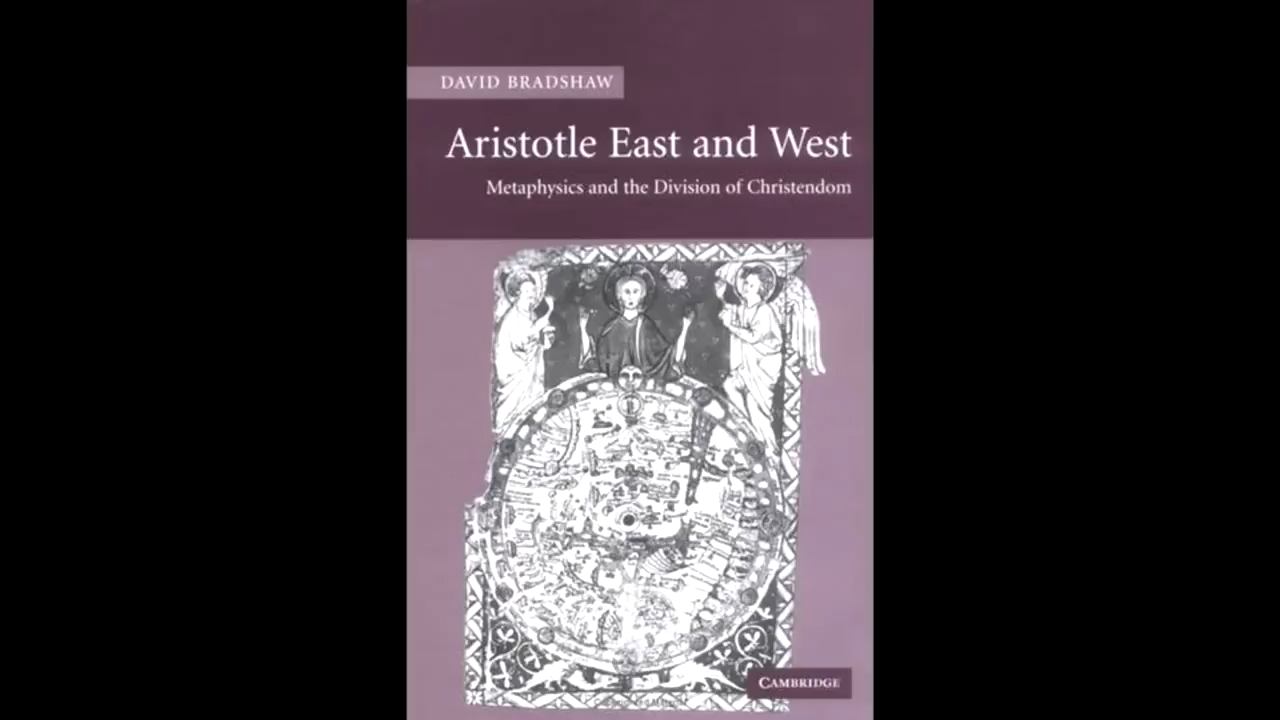 DAVID BRADSHAW
Aristotle East and West
Metaphysics and the Division of Christendom
CAMBRIDGE